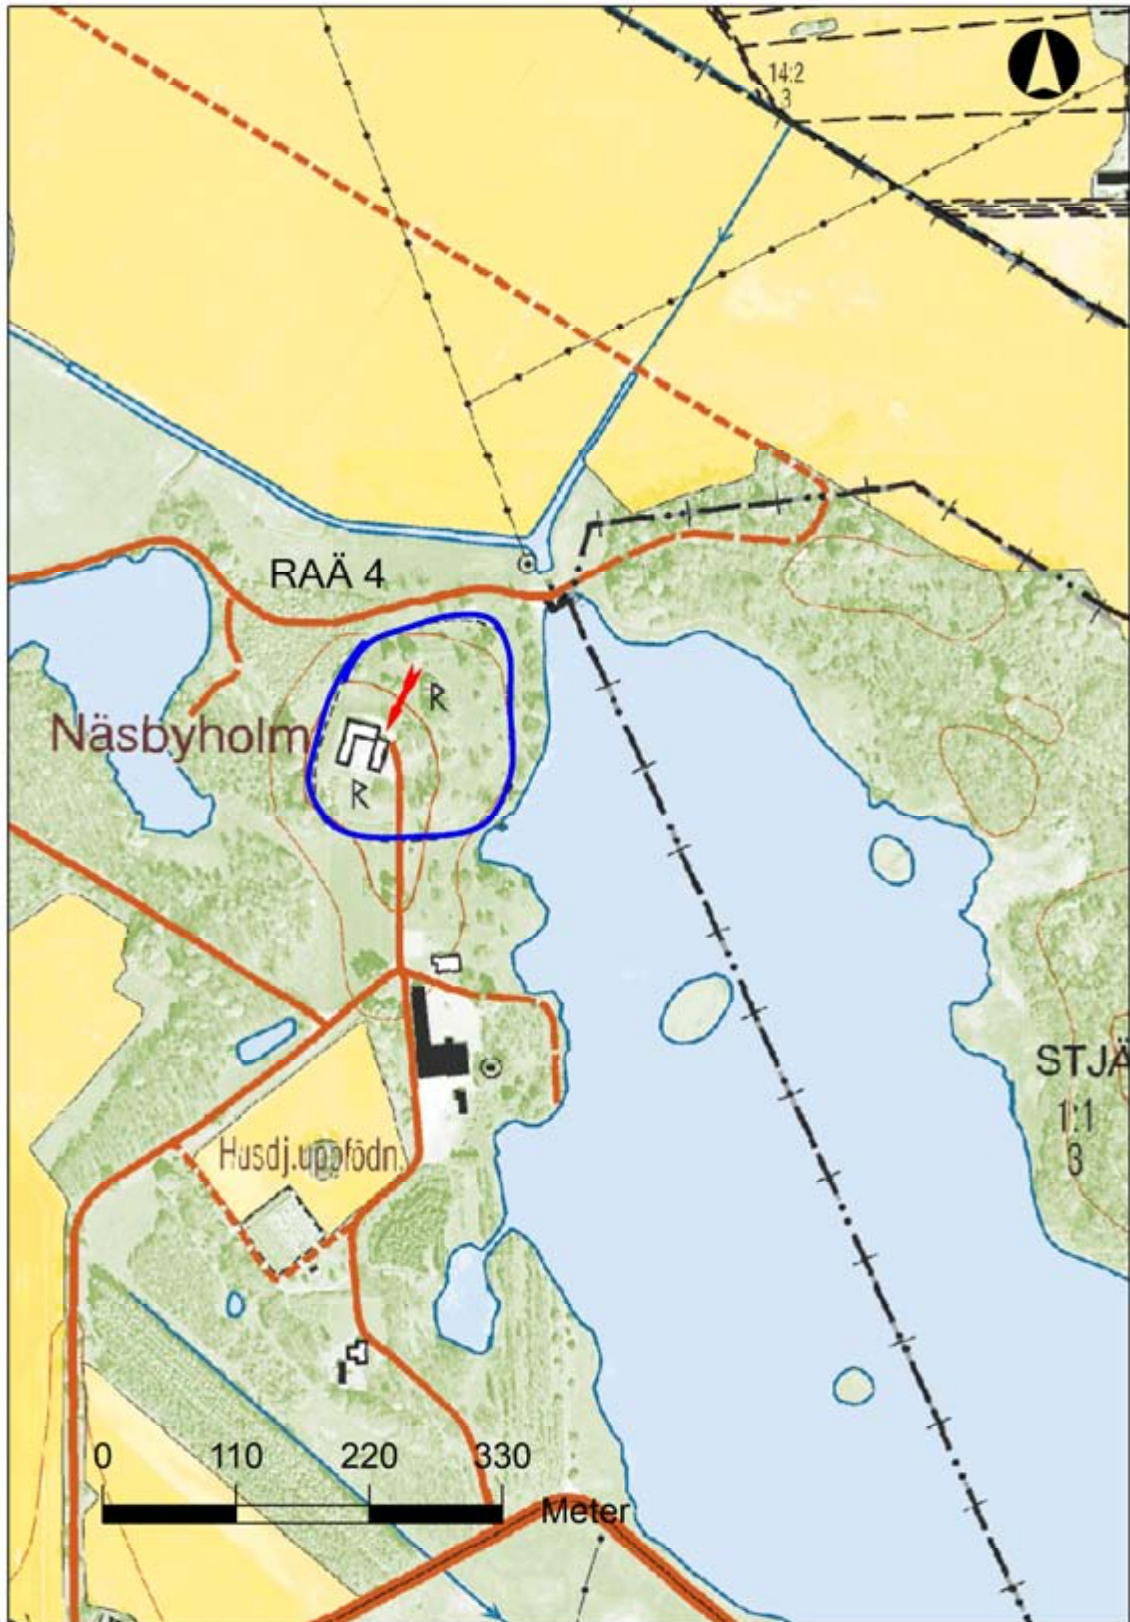 14:2
3
RAÄ 4
R
Näsbyholm
R
STJÄ
1:1
3
Husdj.uppfödn.
0 110 220 330
Meter